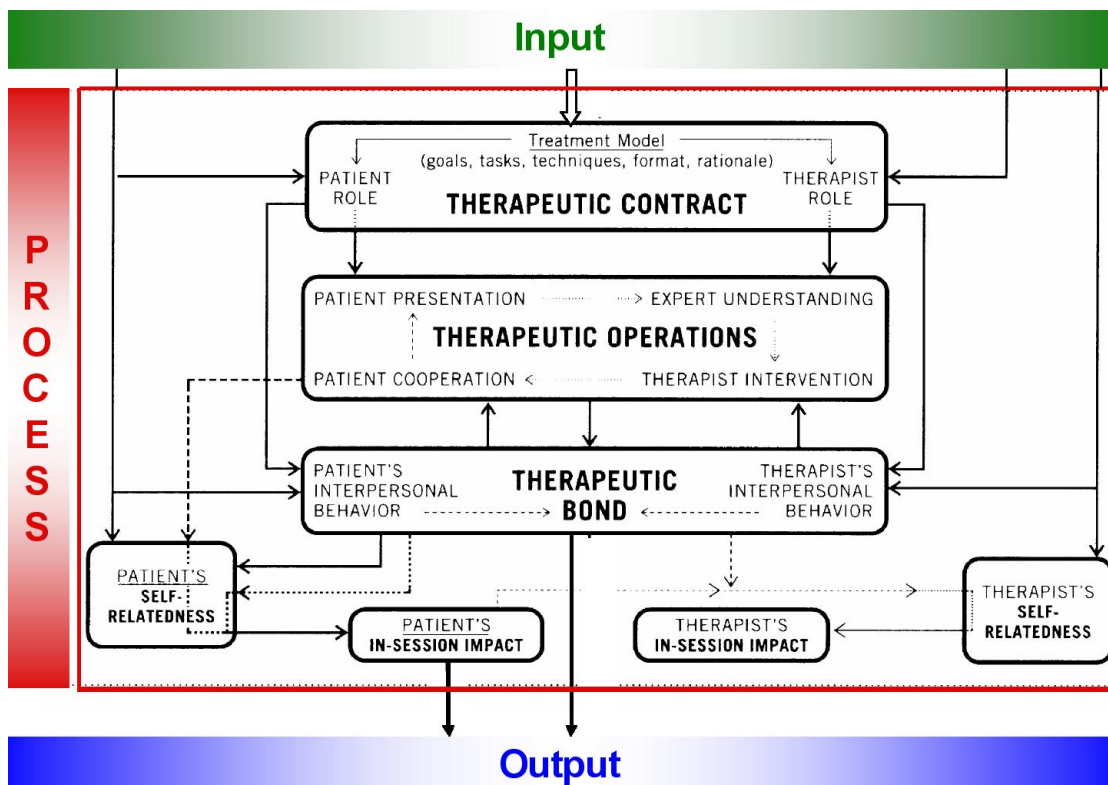 Input
PROCESS
Treatment Model
(goals, tasks, techniques, format, rationale)
PATIENT
ROLE
THERAPIST
ROLE
THERAPEUTIC CONTRACT
PATIENT PRESENTATION
EXPERT UNDERSTANDING
THERAPEUTIC OPERATIONS
PATIENT COOPERATION
THERAPIST INTERVENTION
PATIENT'S
INTERPERSONAL
BEHAVIOR
THERAPEUTIC
BOND
THERAPIST'S
INTERPERSONAL
BEHAVIOR
PATIENT'S
SELF-
RELATEDNESS
PATIENT'S
IN-SESSION IMPACT
THERAPIST'S
IN-SESSION IMPACT
THERAPIST'S
SELF-
RELATEDNESS
Output